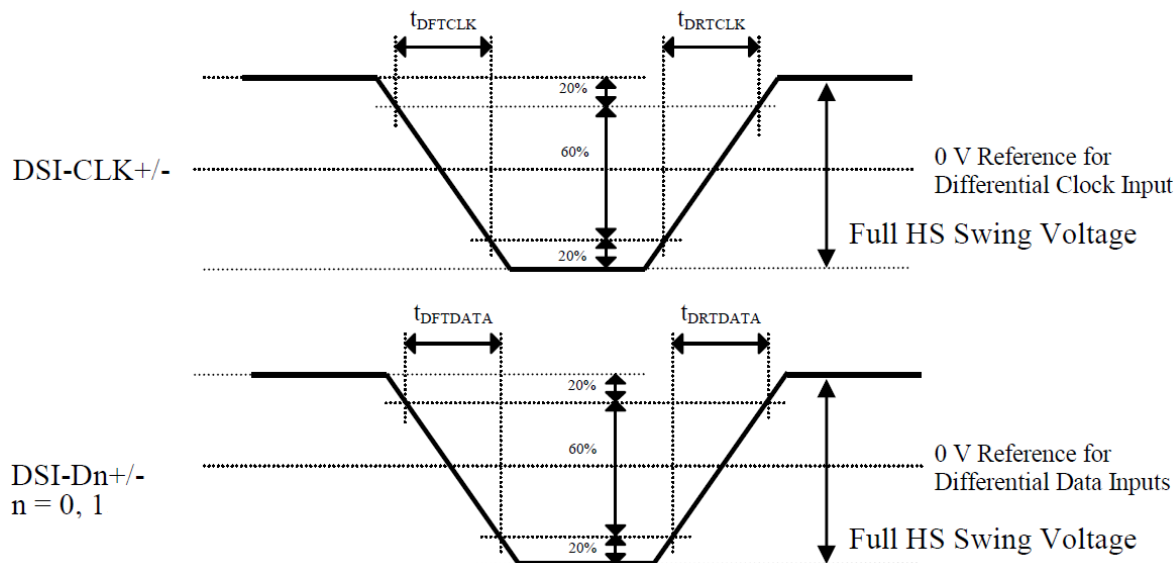 tDFTCLK
tDRTCLK
20%
60%
20%
DSI-CLK+/-
0 V Reference for
Differential Clock Input
Full HS Swing Voltage
tDFTDATA
tDRTDATA
20%
60%
20%
DSI-Dn+/-
n = 0, 1
0 V Reference for
Differential Data Inputs
Full HS Swing Voltage